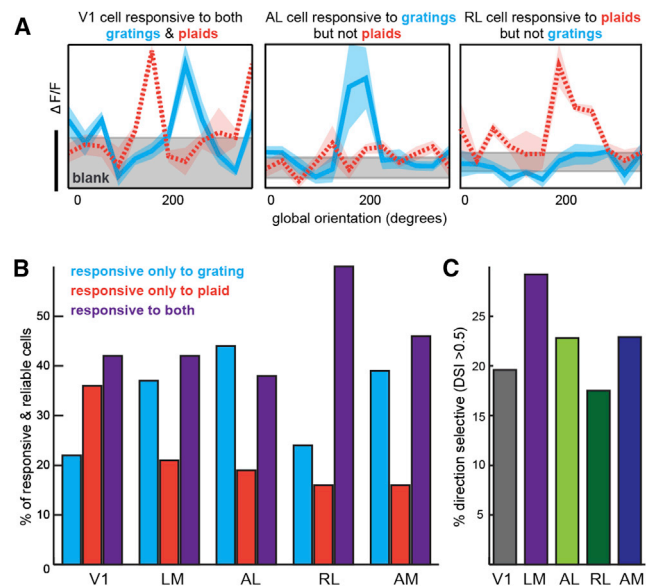 A
V1 cell responsive to both
gratings & plaids
AL cell responsive to gratings
but not plaids
RL cell responsive to plaids
but not gratings
Δ F/F
blank
0 200
0 200
0 200
global orientation (degrees)
B
responsive only to grating
responsive only to plaid
responsive to both
% of responsive & reliable cells
50
40
30
20
10
0
V1 LM AL RL AM
C
% direction selective (DSI >0.5)
25
20
15
10
5
V1 LM AL RL AM